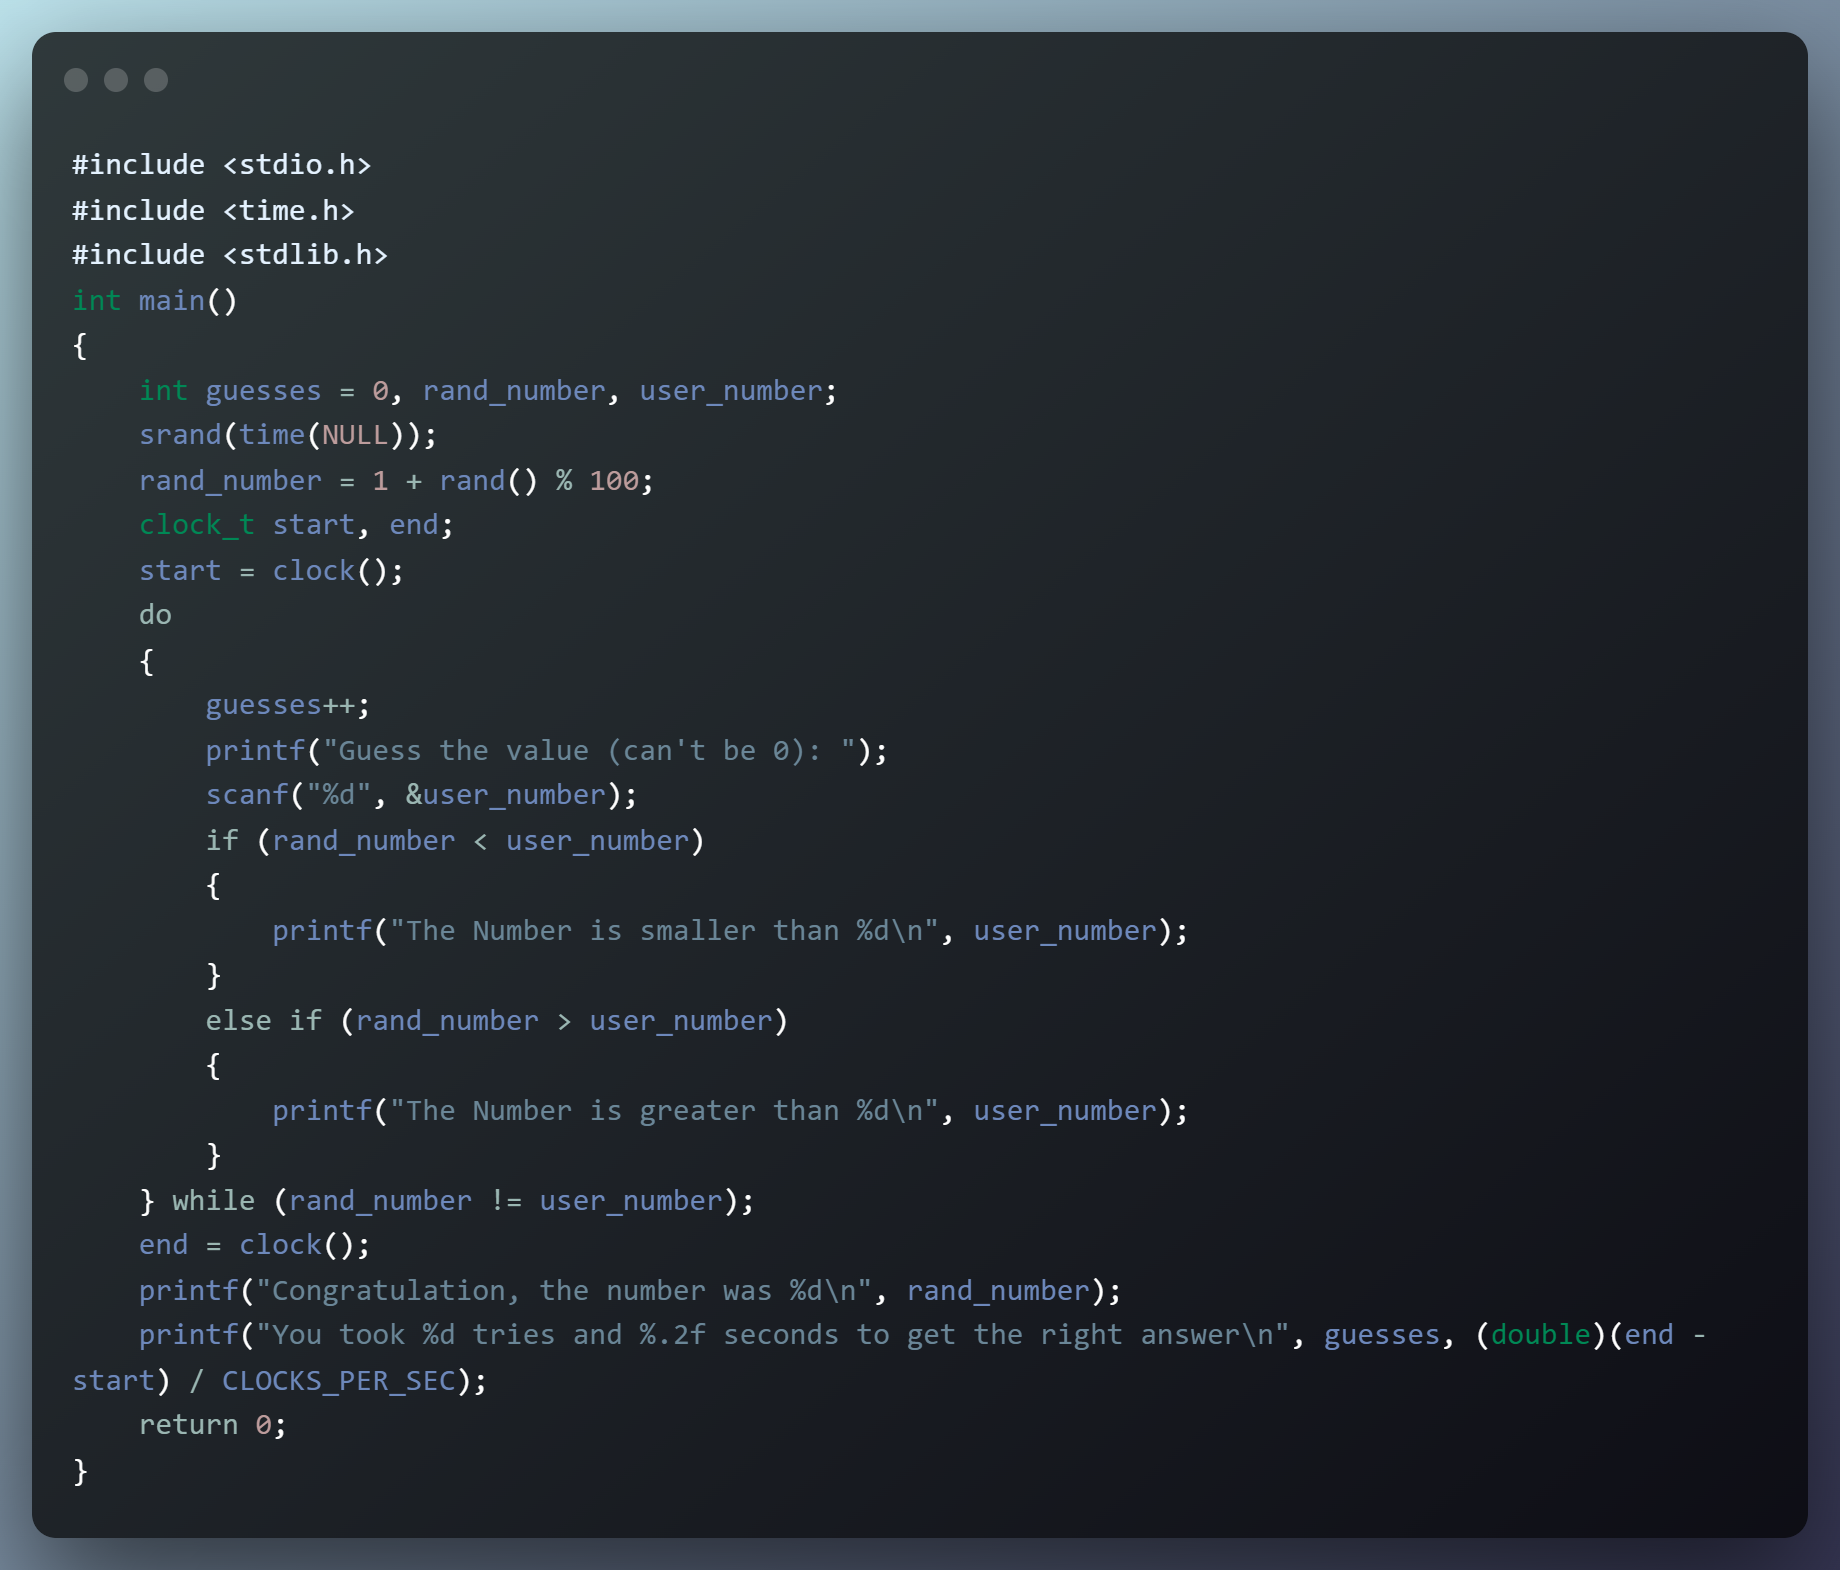 #include <stdio.h>
#include <time.h>
#include <stdlib.h>
int main()
{
    int guesses = 0, rand_number, user_number;
    srand(time(NULL));
    rand_number = 1 + rand() % 100;
    clock_t start, end;
    start = clock();
    do
    {
        guesses++;
        printf("Guess the value (can't be 0): ");
        scanf("%d", &user_number);
        if (rand_number < user_number)
        {
            printf("The Number is smaller than %d\n", user_number);
        }
        else if (rand_number > user_number)
        {
            printf("The Number is greater than %d\n", user_number);
        }
    } while (rand_number != user_number);
    end = clock();
    printf("Congratulation, the number was %d\n", rand_number);
    printf("You took %d tries and %.2f seconds to get the right answer\n", guesses, (double)(end -
start) / CLOCKS_PER_SEC);
    return 0;
}